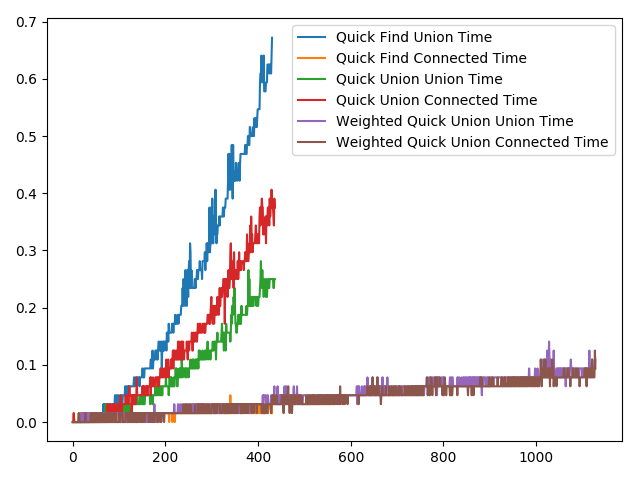 0.7
0.6
0.5
0.4
0.3
0.2
0.1
0.0
0 200 400 600 800 1000
Quick Find Union Time
Quick Find Connected Time
Quick Union Union Time
Quick Union Connected Time
Weighted Quick Union Union Time
Weighted Quick Union Connected Time